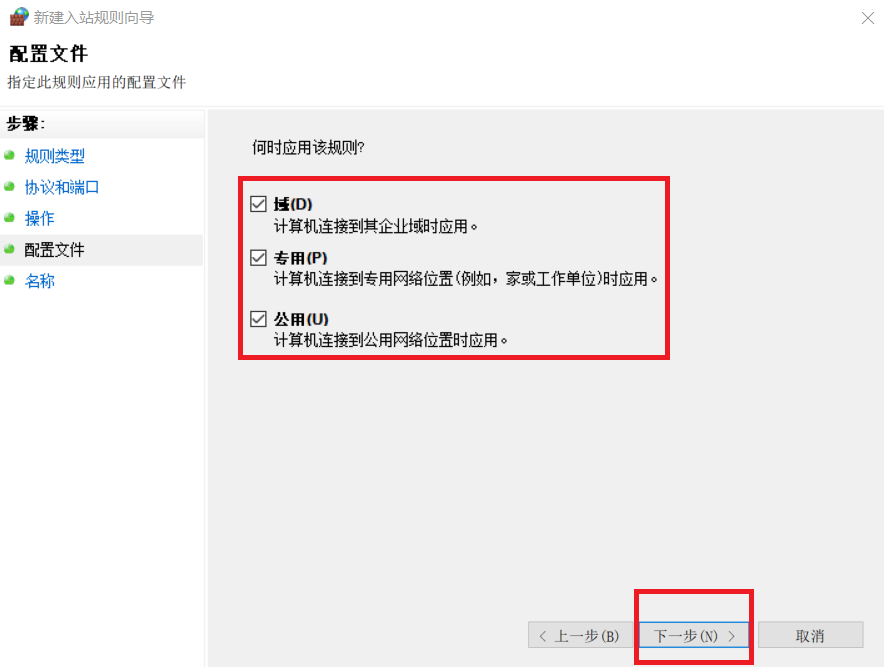 新建入站规则向导
配置文件
指定此规则应用的配置文件
步骤:
规则类型
协议和端口
操作
配置文件
名称
何时应用该规则?
域(D)
计算机连接到其企业域时应用。
专用(P)
计算机连接到专用网络位置(例如，家或工作单位)时应用。
公用(U)
计算机连接到公用网络位置时应用。
< 上一步(B)
下一步(N) >
取消